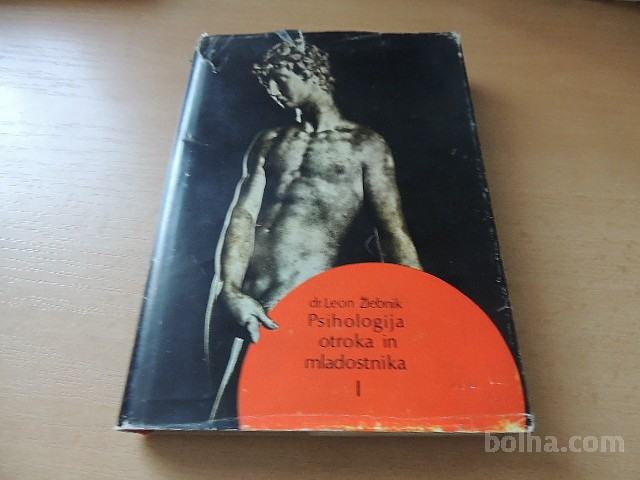 dr. Leon Žlebnik
Psihologija
otroka in
mladostnika
I
bolha.com